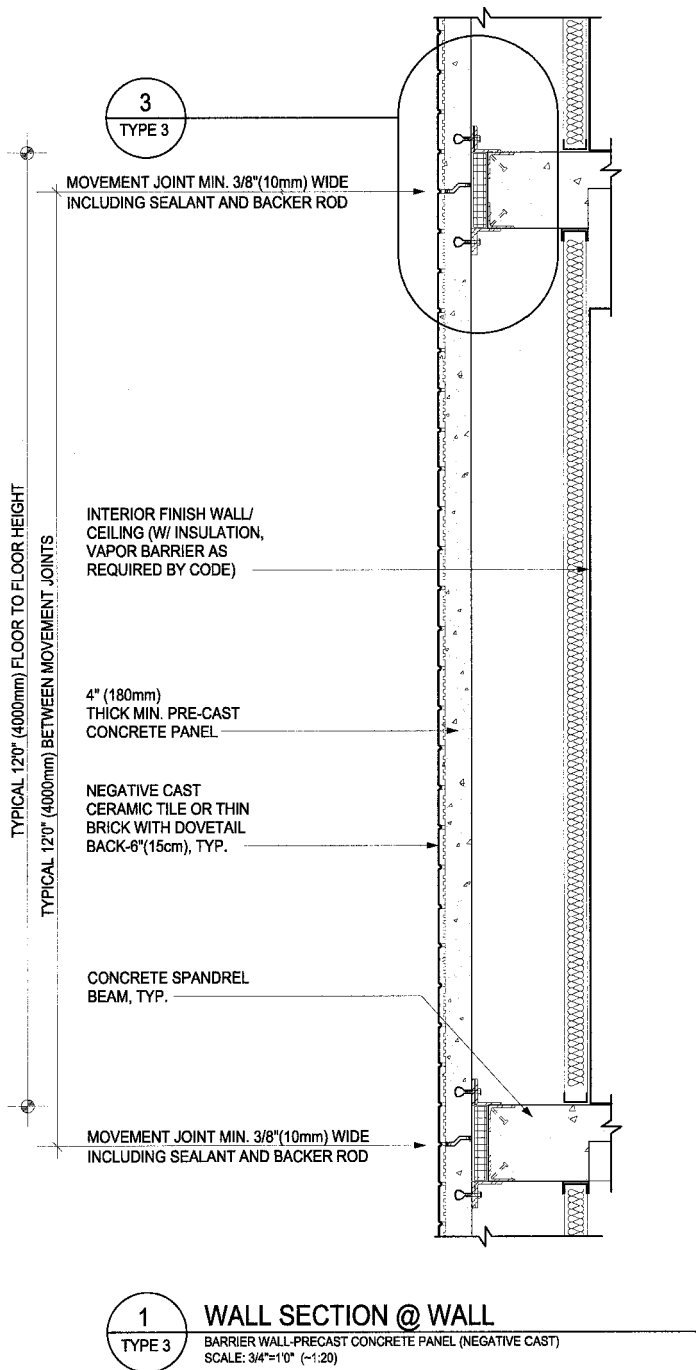 3
TYPE 3
MOVEMENT JOINT MIN. 3/8"(10mm) WIDE
INCLUDING SEALANT AND BACKER ROD
TYPICAL 12'0" (4000mm) FLOOR TO FLOOR HEIGHT
TYPICAL 12'0" (4000mm) BETWEEN MOVEMENT JOINTS
INTERIOR FINISH WALL/
CEILING (W/ INSULATION,
VAPOR BARRIER AS
REQUIRED BY CODE)
4" (180mm)
THICK MIN. PRE-CAST
CONCRETE PANEL
NEGATIVE CAST
CERAMIC TILE OR THIN
BRICK WITH DOVETAIL
BACK-6"(15cm), TYP.
CONCRETE SPANDREL
BEAM, TYP.
MOVEMENT JOINT MIN. 3/8"(10mm) WIDE
INCLUDING SEALANT AND BACKER ROD
1
TYPE 3
WALL SECTION @ WALL
BARRIER WALL-PRECAST CONCRETE PANEL (NEGATIVE CAST)
SCALE: 3/4"=1'0" (~1:20)